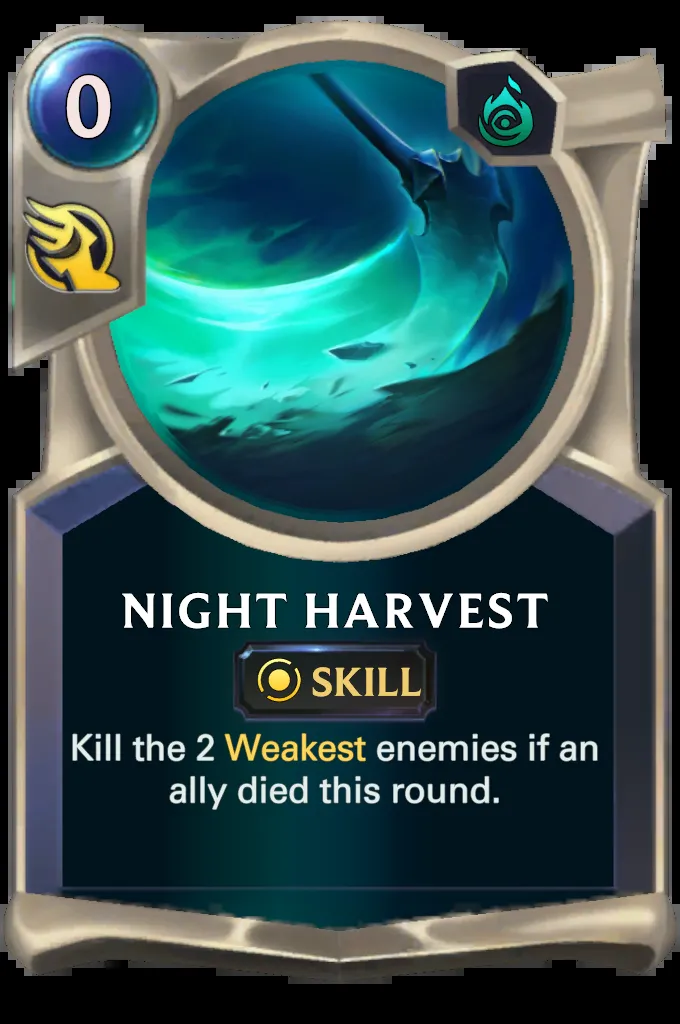 0
NIGHT HARVEST
SKILL
Kill the 2 Weakest enemies if an
ally died this round.